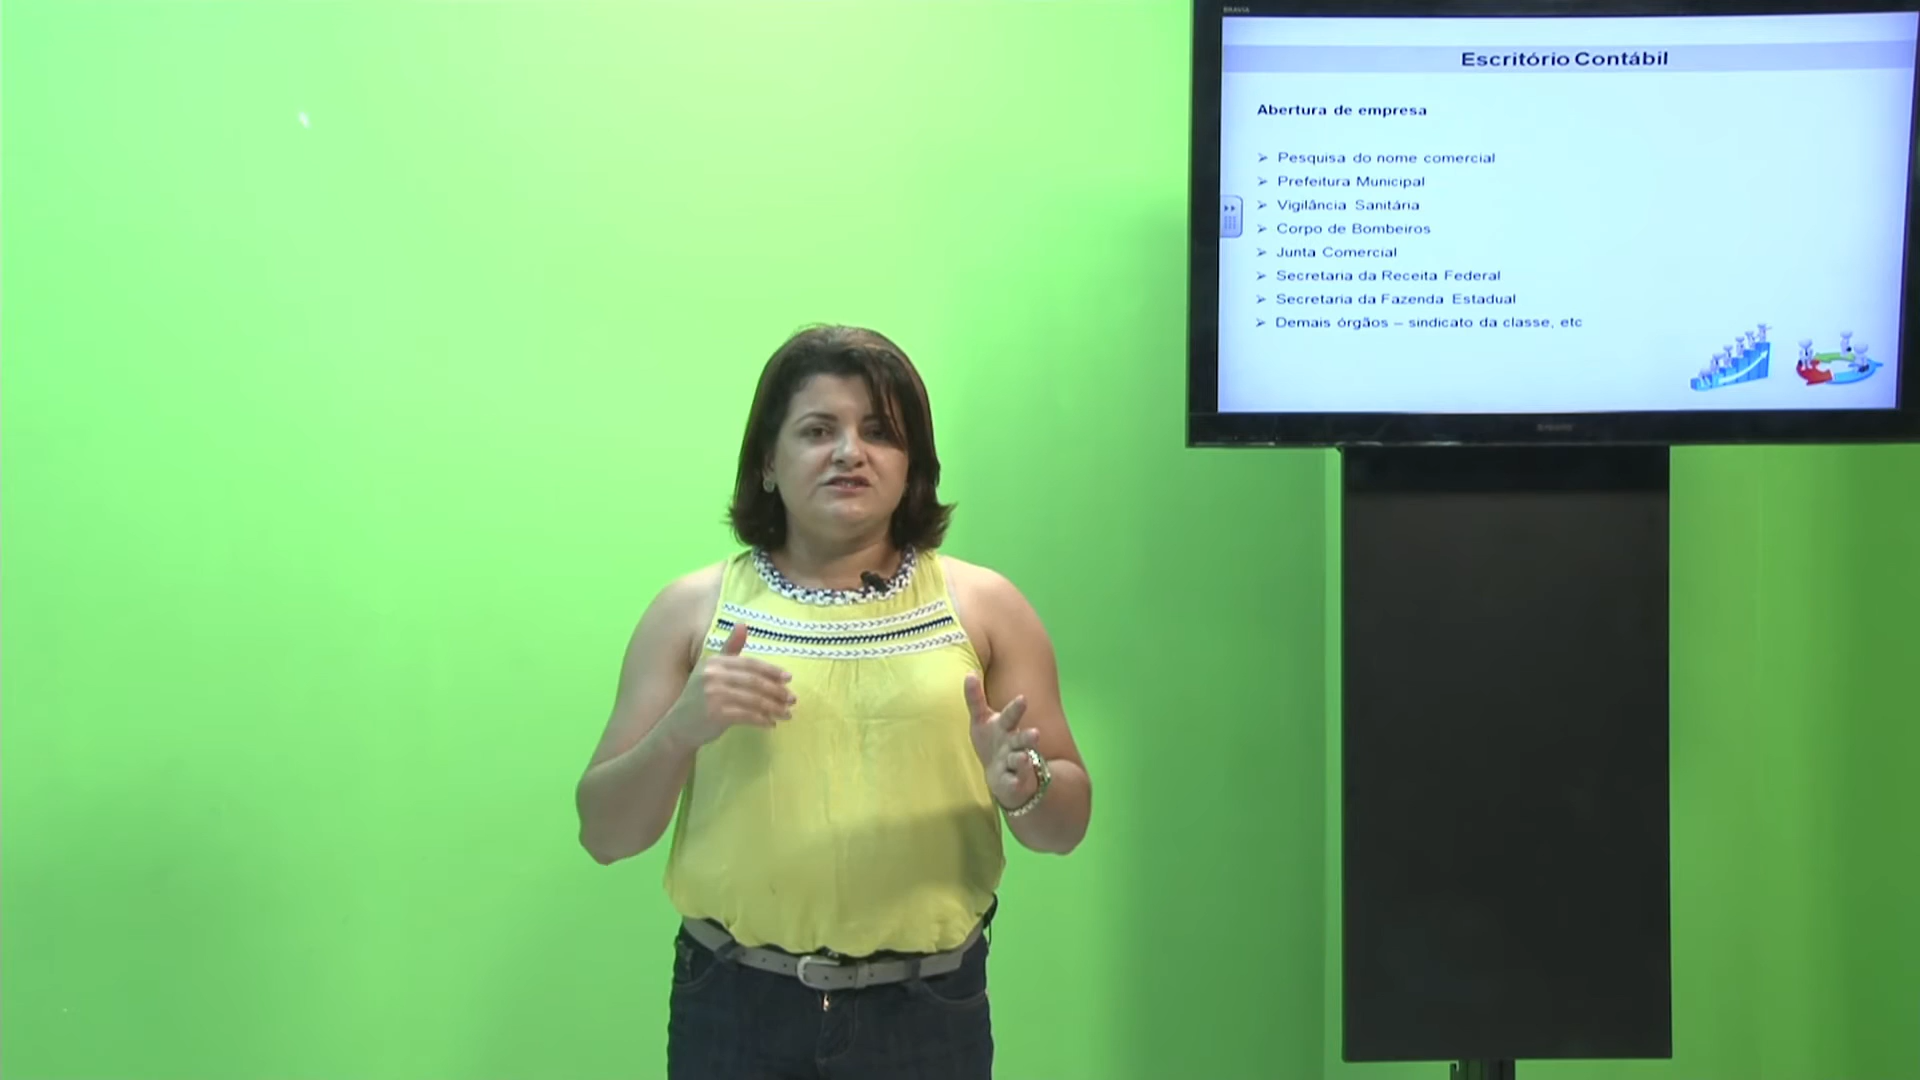 BRAVIA
Escritório Contábil
Abertura de empresa
➢ Pesquisa do nome comercial
➢ Prefeitura Municipal
➢ Vigilância Sanitária
➢ Corpo de Bombeiros
➢ Junta Comercial
➢ Secretaria da Receita Federal
➢ Secretaria da Fazenda Estadual
➢ Demais órgãos – sindicato da classe, etc